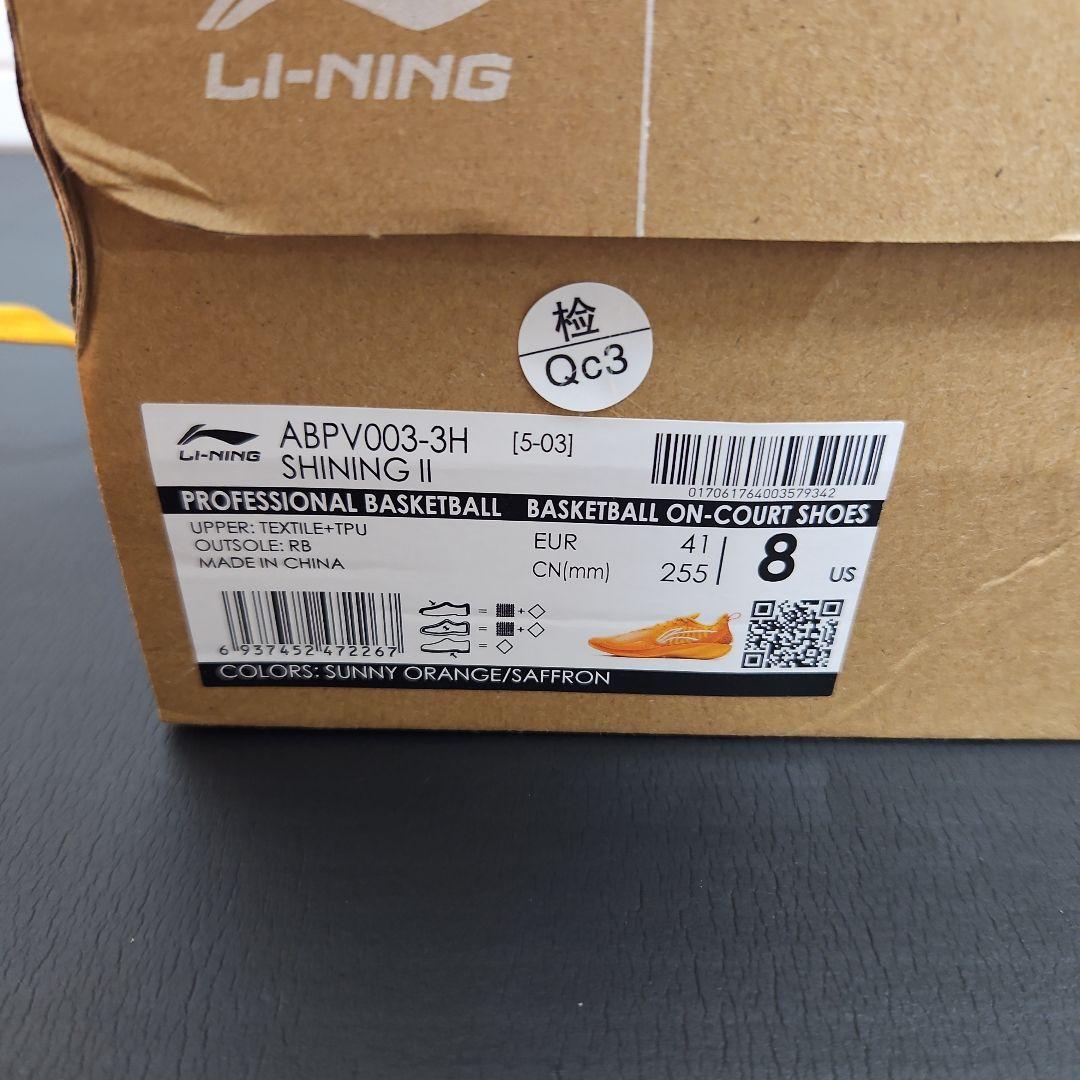 LI-NING
检
Qc3
LI-NING
ABPV003-3H [5-03]
SHINING II
017061764003579342
PROFESSIONAL BASKETBALL BASKETBALL ON-COURT SHOES
UPPER: TEXTILE+TPU
OUTSOLE: RB
MADE IN CHINA
EUR 41
CN(mm) 255
8 US
= +
= +
=
6 937452 472267
COLORS: SUNNY ORANGE/SAFFRON